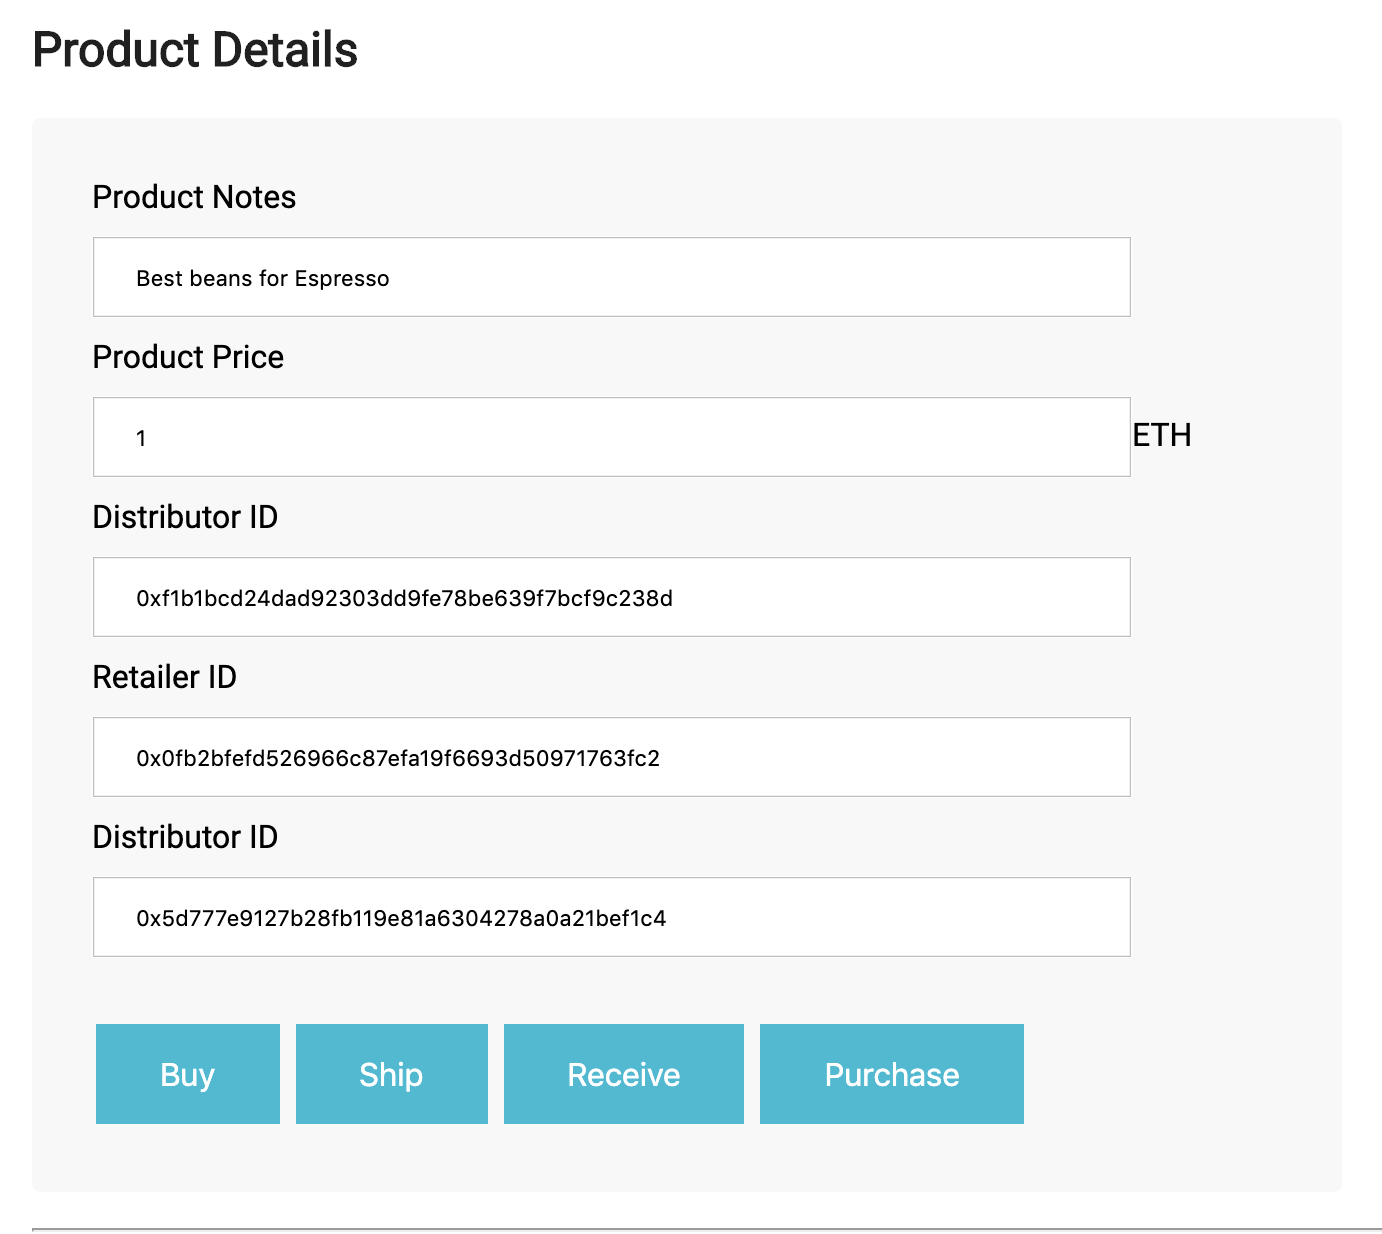 Product Details
Product Notes
Best beans for Espresso
Product Price
1 ETH
Distributor ID
0xf1b1bcd24dad92303dd9fe78be639f7bcf9c238d
Retailer ID
0x0fb2bfefd526966c87efa19f6693d50971763fc2
Distributor ID
0x5d777e9127b28fb119e81a6304278a0a21bef1c4
Buy Ship Receive Purchase